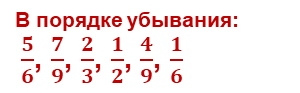 В порядке убывания:
5/6, 7/9, 2/3, 1/2, 4/9, 1/6